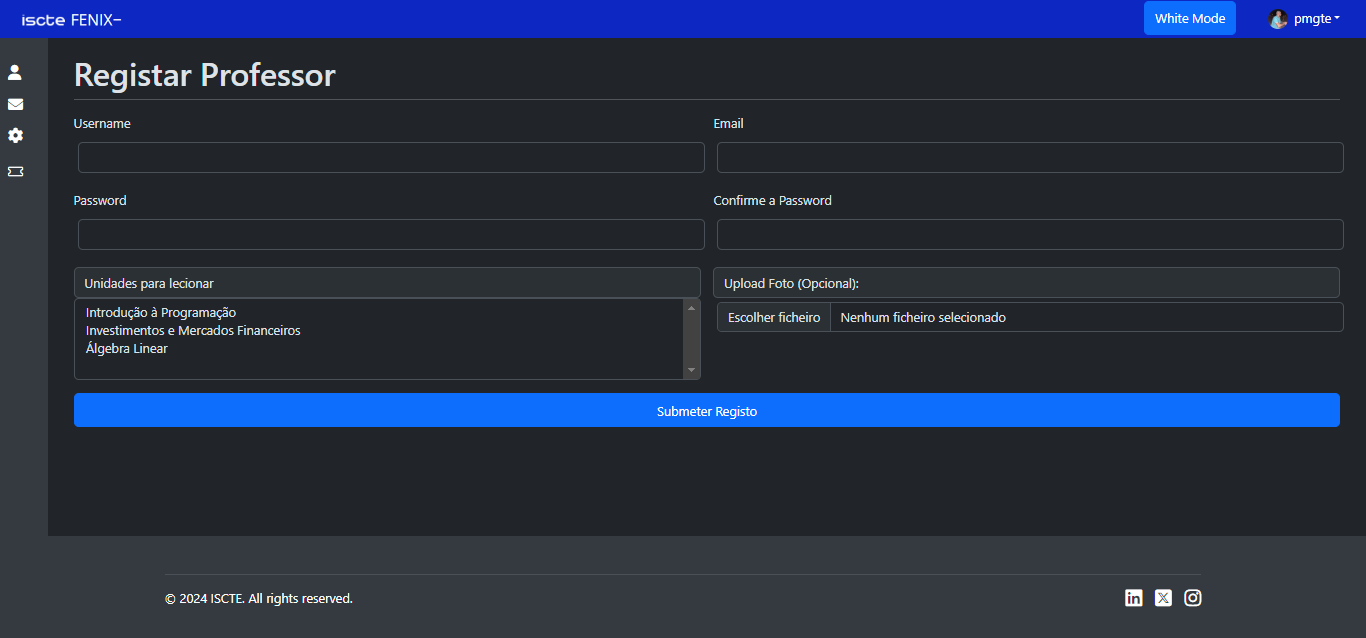 iscte FENIX–
White Mode
pmgte
Registar Professor
Username
Email
Password
Confirme a Password
Unidades para lecionar
Introdução à Programação
Investimentos e Mercados Financeiros
Álgebra Linear
Upload Foto (Opcional):
Escolher ficheiro
Nenhum ficheiro selecionado
Submeter Registo
© 2024 ISCTE. All rights reserved.